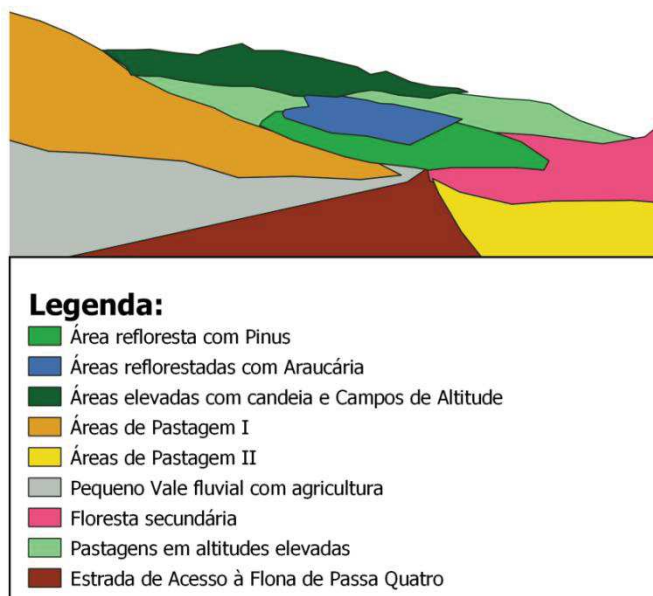 Legenda:
Área refloresta com Pinus
Áreas reflorestadas com Araucária
Áreas elevadas com candeia e Campos de Altitude
Áreas de Pastagem I
Áreas de Pastagem II
Pequeno Vale fluvial com agricultura
Floresta secundária
Pastagens em altitudes elevadas
Estrada de Acesso à Flona de Passa Quatro